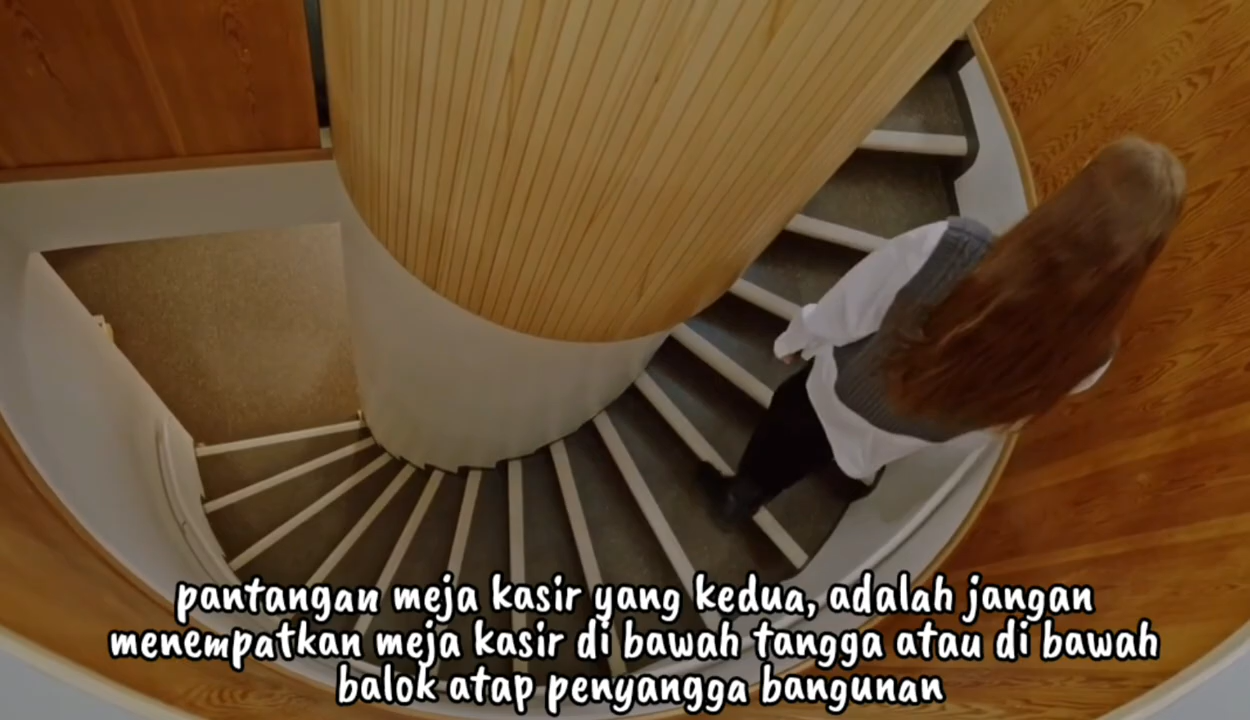 pantangan meja kasir yang kedua, adalah jangan
menempatkan meja kasir di bawah tangga atau di bawah
balok atap penyangga bangunan